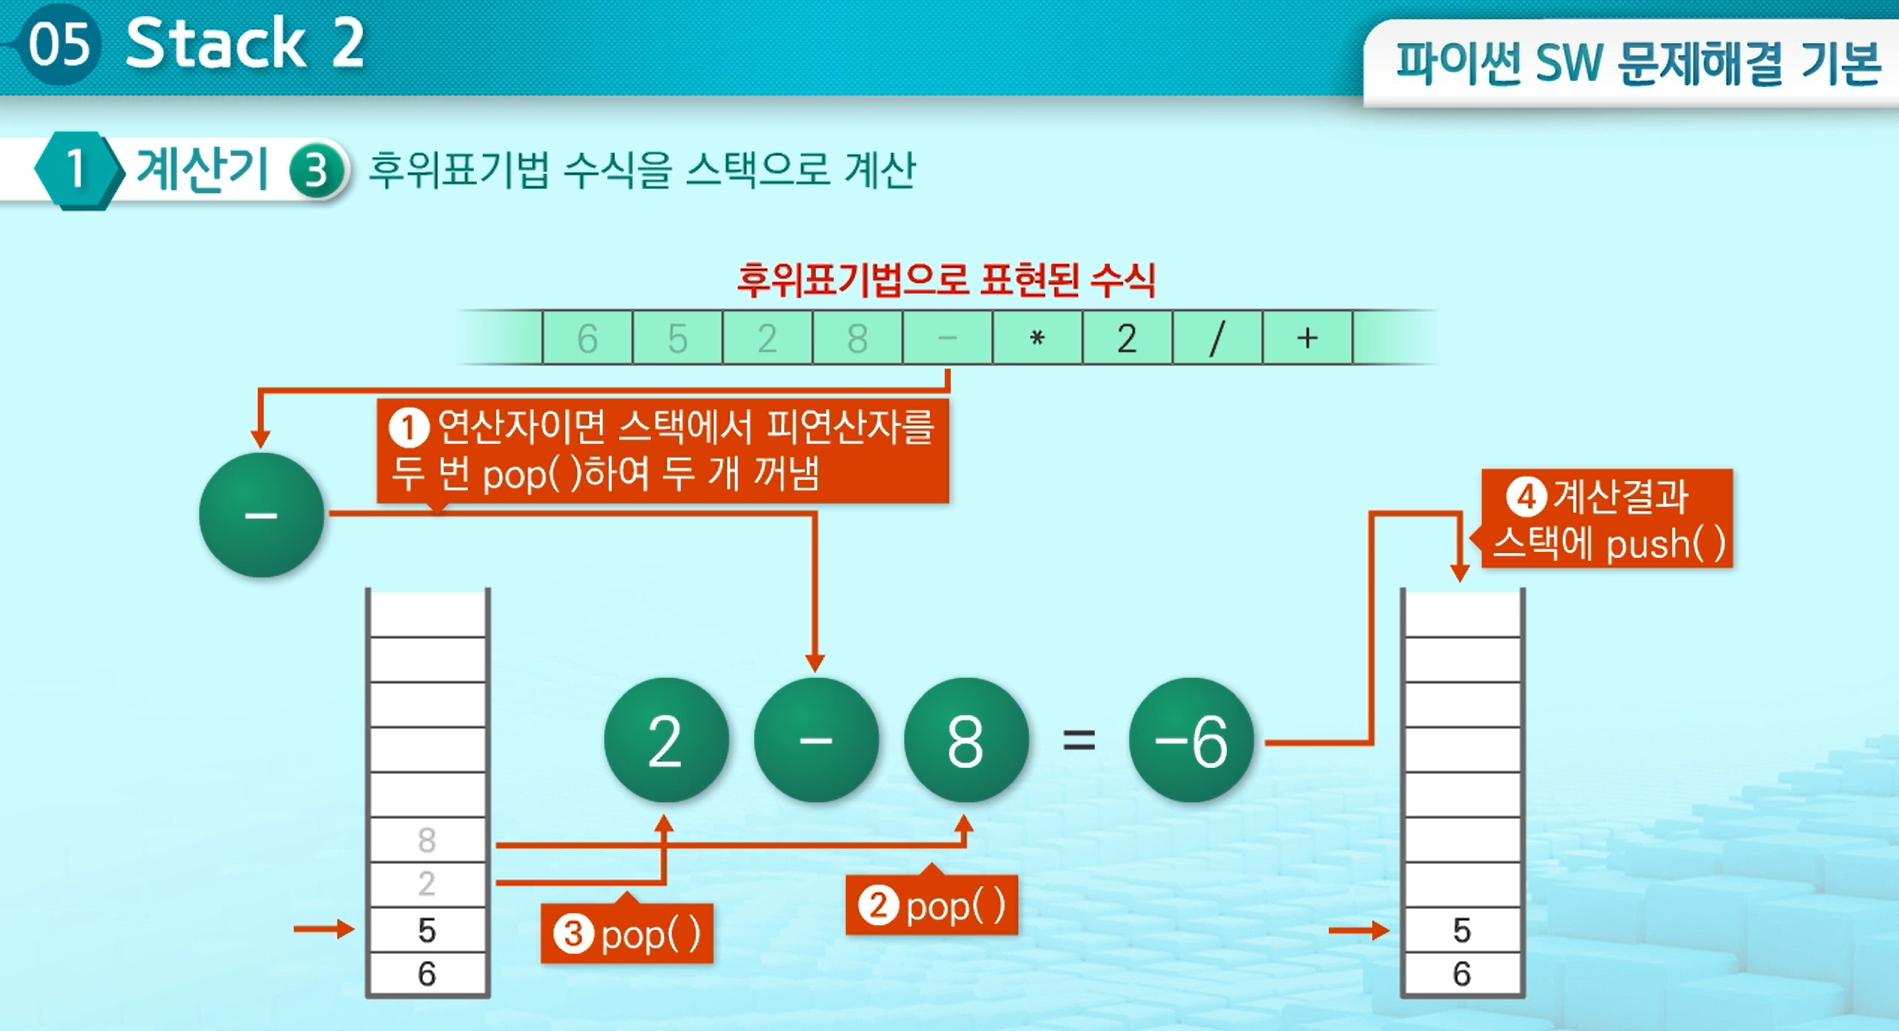 05 Stack 2
파이썬 SW 문제해결 기본
1 계산기 3 후위표기법 수식을 스택으로 계산
후위표기법으로 표현된 수식
6 5 2 8 - * 2 / +
1 연산자이면 스택에서 피연산자를
두 번 pop( )하여 두 개 꺼냄
-
4 계산결과
스택에 push( )
2 - 8 = -6
8
2
5
6
3 pop( )
2 pop( )
5
6